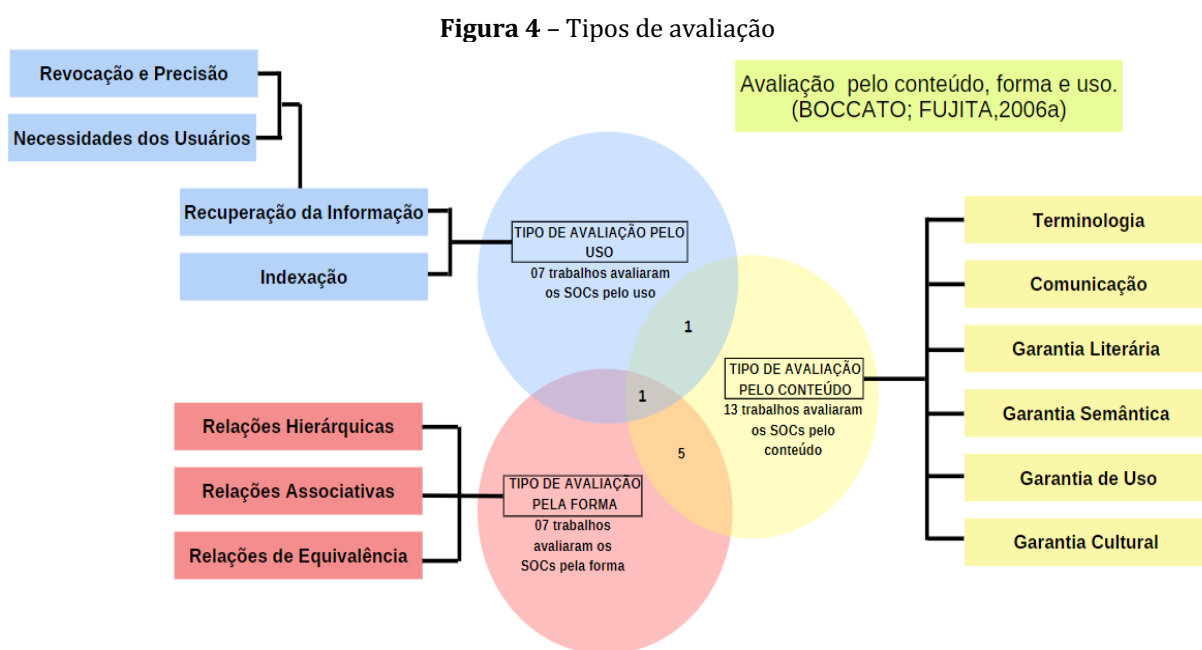 Figura 4 – Tipos de avaliação
Revocação e Precisão
Necessidades dos Usuários
Recuperação da Informação
Indexação
Avaliação pelo conteúdo, forma e uso.
(BOCCATO; FUJITA,2006a)
TIPO DE AVALIAÇÃO PELO
USO
07 trabalhos avaliaram
os SOCs pelo uso
1
TIPO DE AVALIAÇÃO
PELO CONTEÚDO
13 trabalhos avaliaram
os SOCs pelo
conteúdo
1
5
TIPO DE AVALIAÇÃO
PELA FORMA
07 trabalhos
avaliaram os
SOCs pela forma
Relações Hierárquicas
Relações Associativas
Relações de Equivalência
Terminologia
Comunicação
Garantia Literária
Garantia Semântica
Garantia de Uso
Garantia Cultural